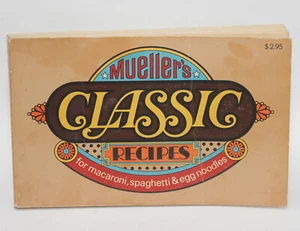 $2.95
MUELLER'S
CLASSIC
RECIPES
for macaroni, spaghetti & egg noodles